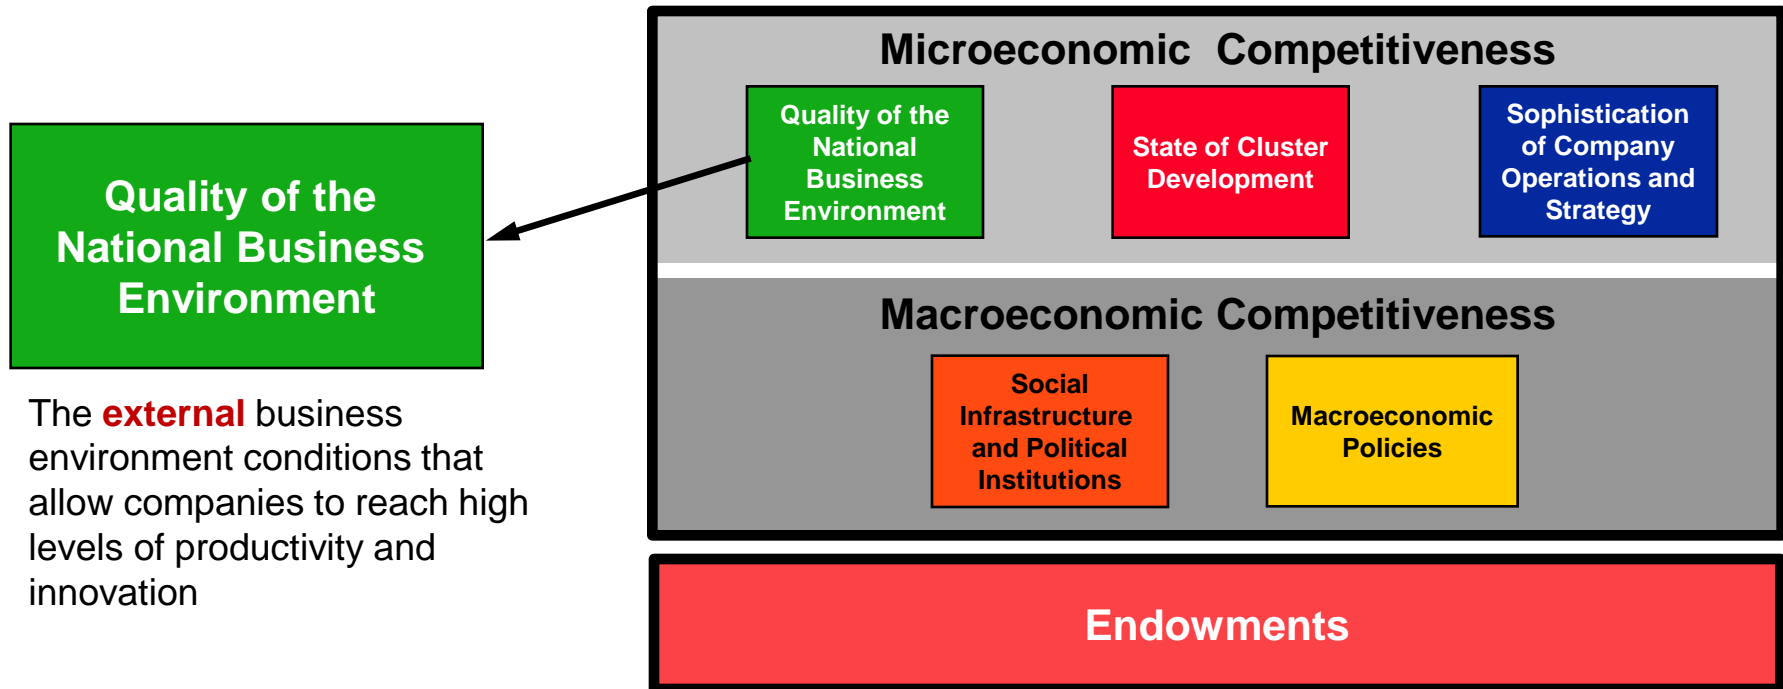 Microeconomic  Competitiveness
Quality of the
National
Business
Environment
State of Cluster
Development
Sophistication
of Company
Operations and
Strategy
Quality of the
National Business
Environment
The external business
environment conditions that
allow companies to reach high
levels of productivity and
innovation
Macroeconomic Competitiveness
Social
Infrastructure
and Political
Institutions
Macroeconomic
Policies
Endowments